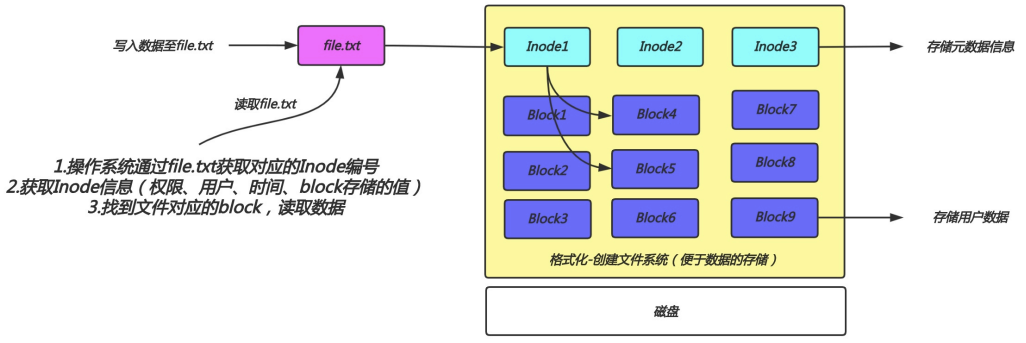 写入数据至file.txt
file.txt
Inode1
Inode2
Inode3
存储元数据信息
读取file.txt
Block1
Block4
Block7
1.操作系统通过file.txt获取对应的Inode编号
2.获取Inode信息（权限、用户、时间、block存储的值）
3.找到文件对应的block，读取数据
Block2
Block5
Block8
Block3
Block6
Block9
存储用户数据
格式化-创建文件系统（便于数据的存储）
磁盘